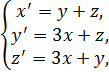 x′ = y + z,
y′ = 3x + z,
z′ = 3x + y,